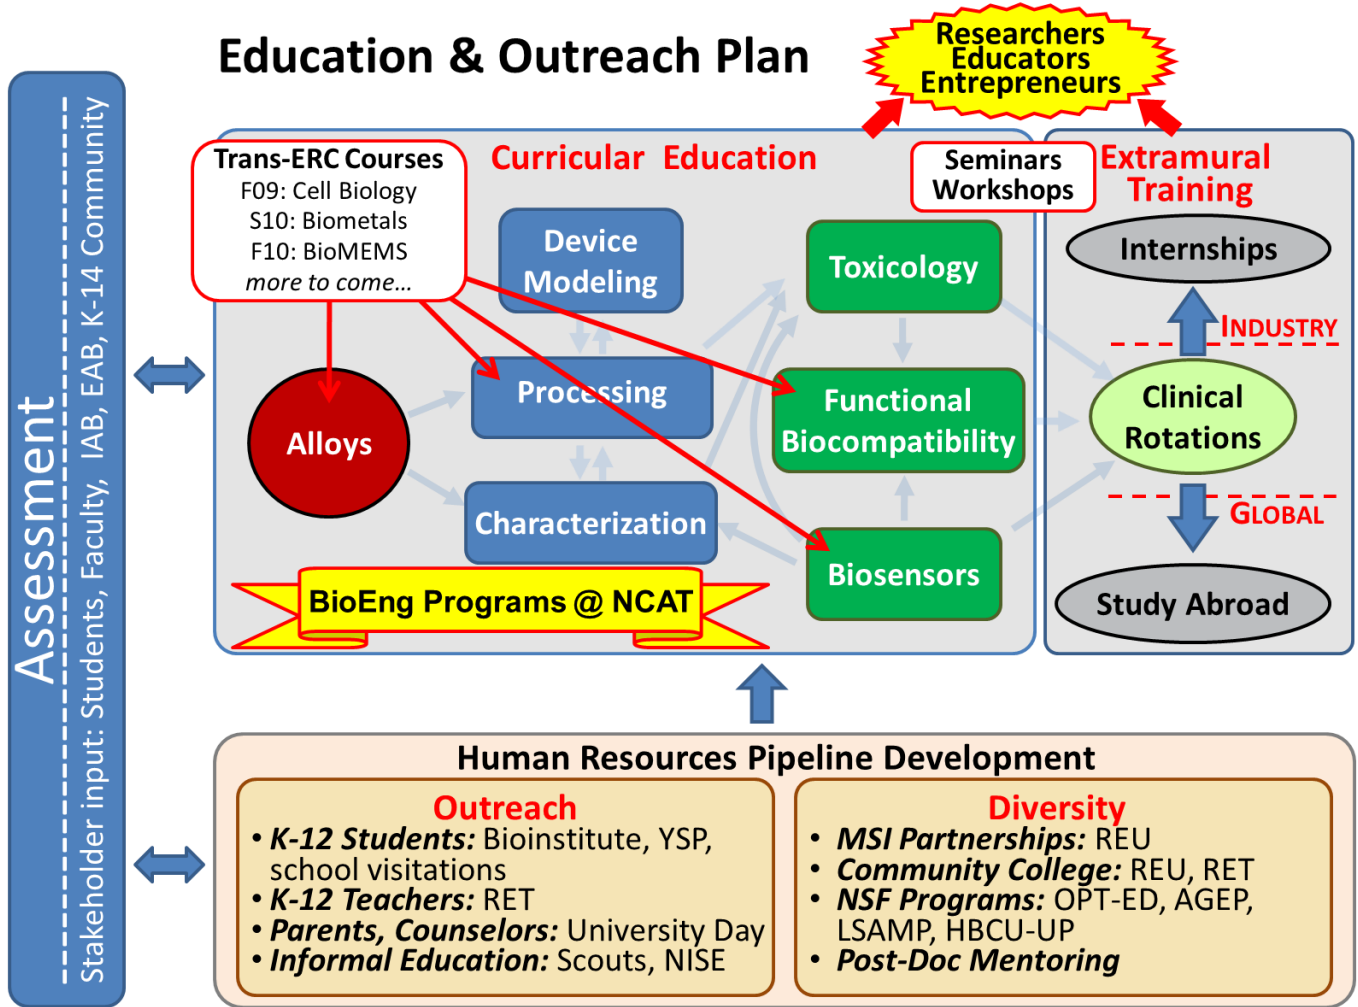 Education & Outreach Plan
Researchers
Educators
Entrepreneurs
Assessment
Stakeholder input: Students, Faculty, IAB, EAB, K-14 Community
Trans-ERC Courses
F09: Cell Biology
S10: Biometals
F10: BioMEMS
more to come...
Curricular Education
Seminars
Workshops
Extramural
Training
Device
Modeling
Toxicology
Internships
INDUSTRY
Processing
Functional
Biocompatibility
Clinical
Rotations
Alloys
Characterization
GLOBAL
Biosensors
Study Abroad
BioEng Programs @ NCAT
Human Resources Pipeline Development
Outreach
• K-12 Students: Bioinstitute, YSP,
school visitations
• K-12 Teachers: RET
• Parents, Counselors: University Day
• Informal Education: Scouts, NISE
Diversity
• MSI Partnerships: REU
• Community College: REU, RET
• NSF Programs: OPT-ED, AGEP,
LSAMP, HBCU-UP
• Post-Doc Mentoring